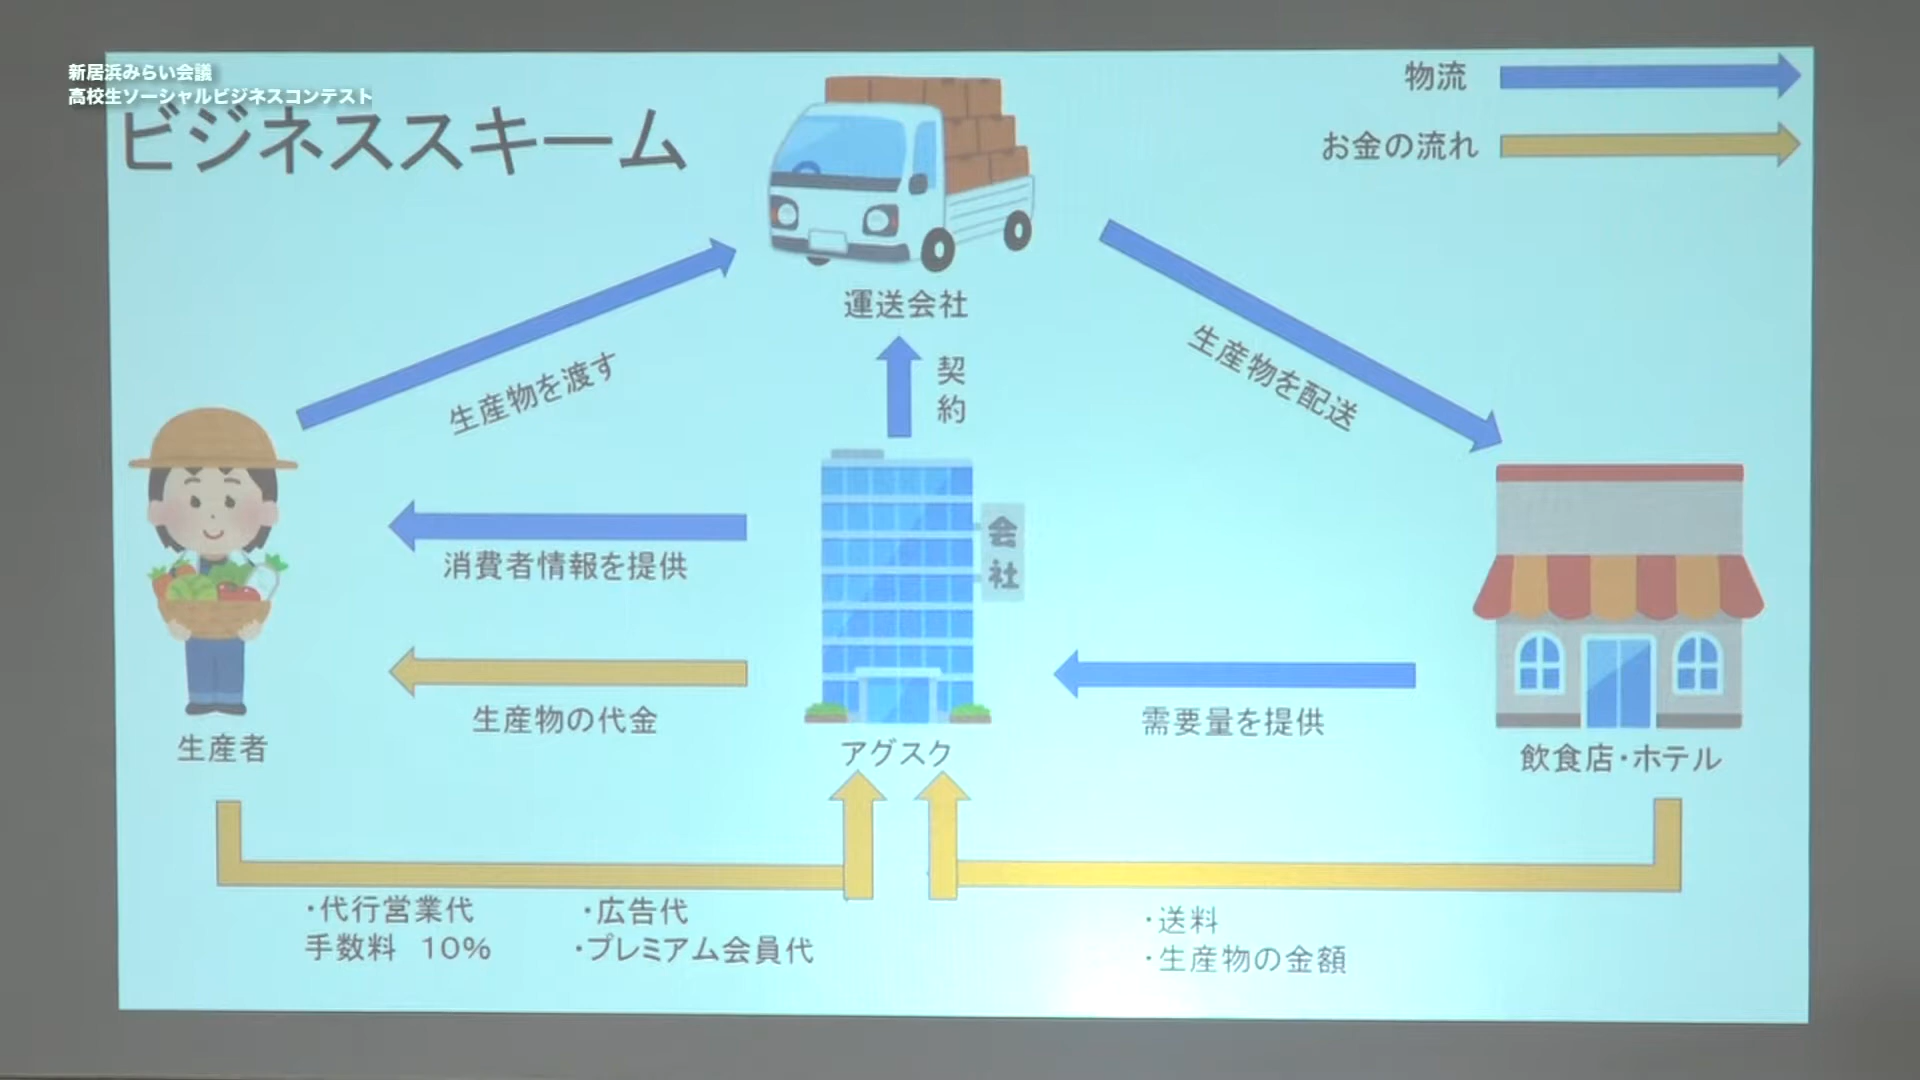 新居浜みらい会議
高校生ソーシャルビジネスコンテスト
ビジネススキーム
物流
お金の流れ
運送会社
生産物を渡す
契約
生産物を配送
会社
消費者情報を提供
生産物の代金
需要量を提供
生産者
アグスク
飲食店・ホテル
・代行営業代
手数料 10%
・広告代
・プレミアム会員代
・送料
・生産物の金額